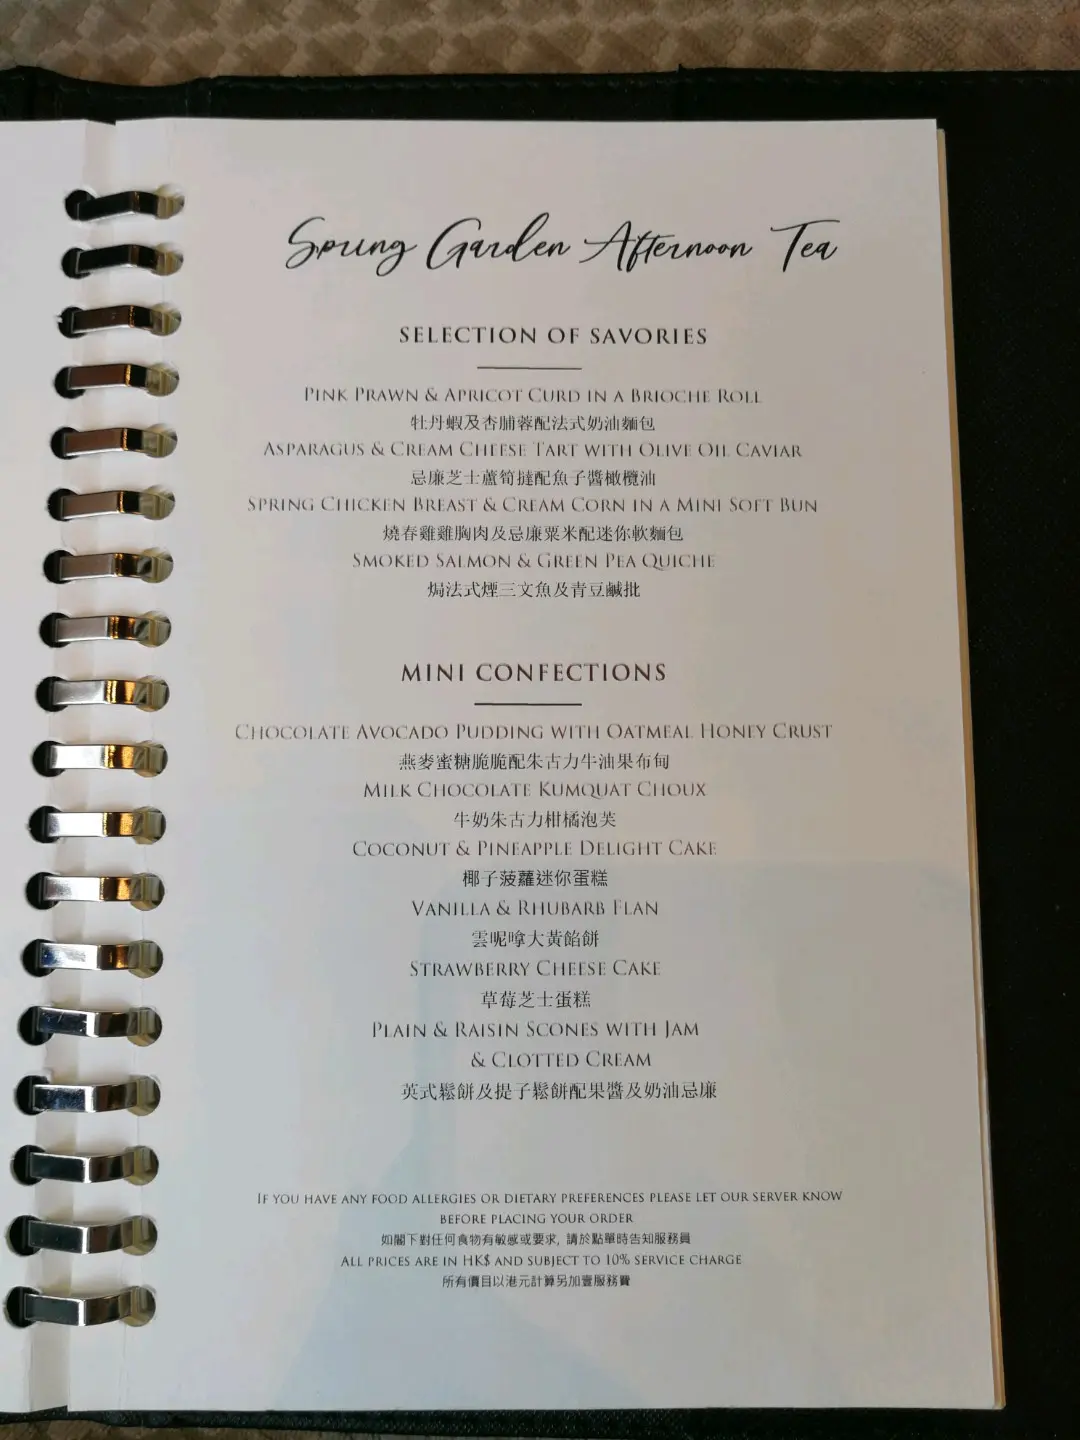 Spring Garden Afternoon Tea
SELECTION OF SAVORIES
PINK PRAWN & APRICOT CURD IN A BRIOCHE ROLL
牡丹蝦及杏脯蓉配法式奶油麵包
ASPARAGUS & CREAM CHEESE TART WITH OLIVE OIL CAVIAR
忌廉芝士蘆筍撻配魚子醬橄欖油
SPRING CHICKEN BREAST & CREAM CORN IN A MINI SOFT BUN
燒春雞雞胸肉及忌廉粟米配迷你軟麵包
SMOKED SALMON & GREEN PEA QUICHE
焗法式煙三文魚及青豆鹹批
MINI CONFECTIONS
CHOCOLATE AVOCADO PUDDING WITH OATMEAL HONEY CRUST
燕麥蜜糖脆脆配朱古力牛油果布甸
MILK CHOCOLATE KUMQUAT CHOUX
牛奶朱古力柑橘泡芙
COCONUT & PINEAPPLE DELIGHT CAKE
椰子菠蘿迷你蛋糕
VANILLA & RHUBARB FLAN
雲呢嗱大黃餡餅
STRAWBERRY CHEESE CAKE
草莓芝士蛋糕
PLAIN & RAISIN SCONES WITH JAM
& CLOTTED CREAM
英式鬆餅及提子鬆餅配果醬及奶油忌廉
IF YOU HAVE ANY FOOD ALLERGIES OR DIETARY PREFERENCES PLEASE LET OUR SERVER KNOW
BEFORE PLACING YOUR ORDER
如閣下對任何食物有敏感或要求, 請於點單時告知服務員
ALL PRICES ARE IN HK$ AND SUBJECT TO 10% SERVICE CHARGE
所有價目以港元計算另加壹服務費